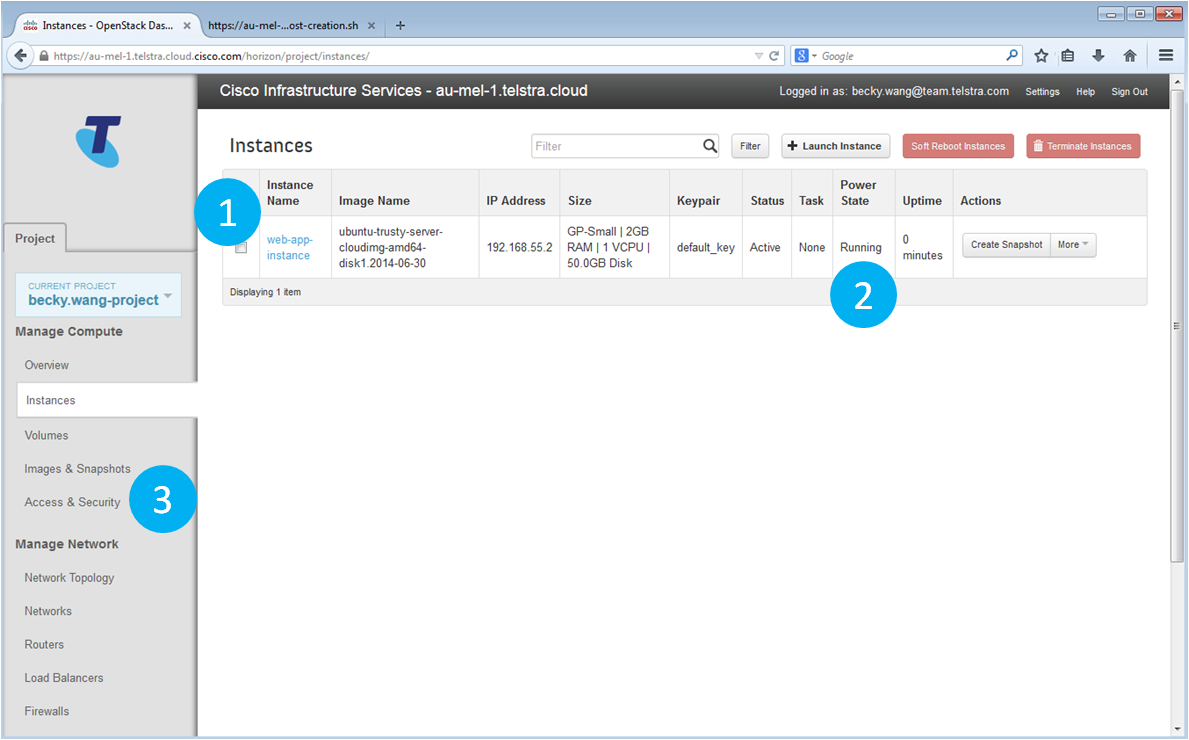 Instances - OpenStack Das... ×
https://au-mel-...ost-creation.sh ×
https://au-mel-1.telstra.cloud.cisco.com/horizon/project/instances/
Google
Cisco Infrastructure Services - au-mel-1.telstra.cloud
Logged in as: becky.wang@team.telstra.com
Settings
Help
Sign Out
T
Project
CURRENT PROJECT
becky.wang-project
Manage Compute
Overview
Instances
Volumes
Images & Snapshots
Access & Security
3
Manage Network
Network Topology
Networks
Routers
Load Balancers
Firewalls
Instances
Filter
Filter
+ Launch Instance
Soft Reboot Instances
Terminate Instances
1
Instance
Name
Image Name
IP Address
Size
Keypair
Status
Task
Power
State
Uptime
Actions
web-app-
instance
ubuntu-trusty-server-
cloudimg-amd64-
disk1.2014-06-30
192.168.55.2
GP-Small | 2GB
RAM | 1 VCPU |
50.0GB Disk
default_key
Active
None
Running
0
minutes
Create Snapshot
More
2
Displaying 1 item